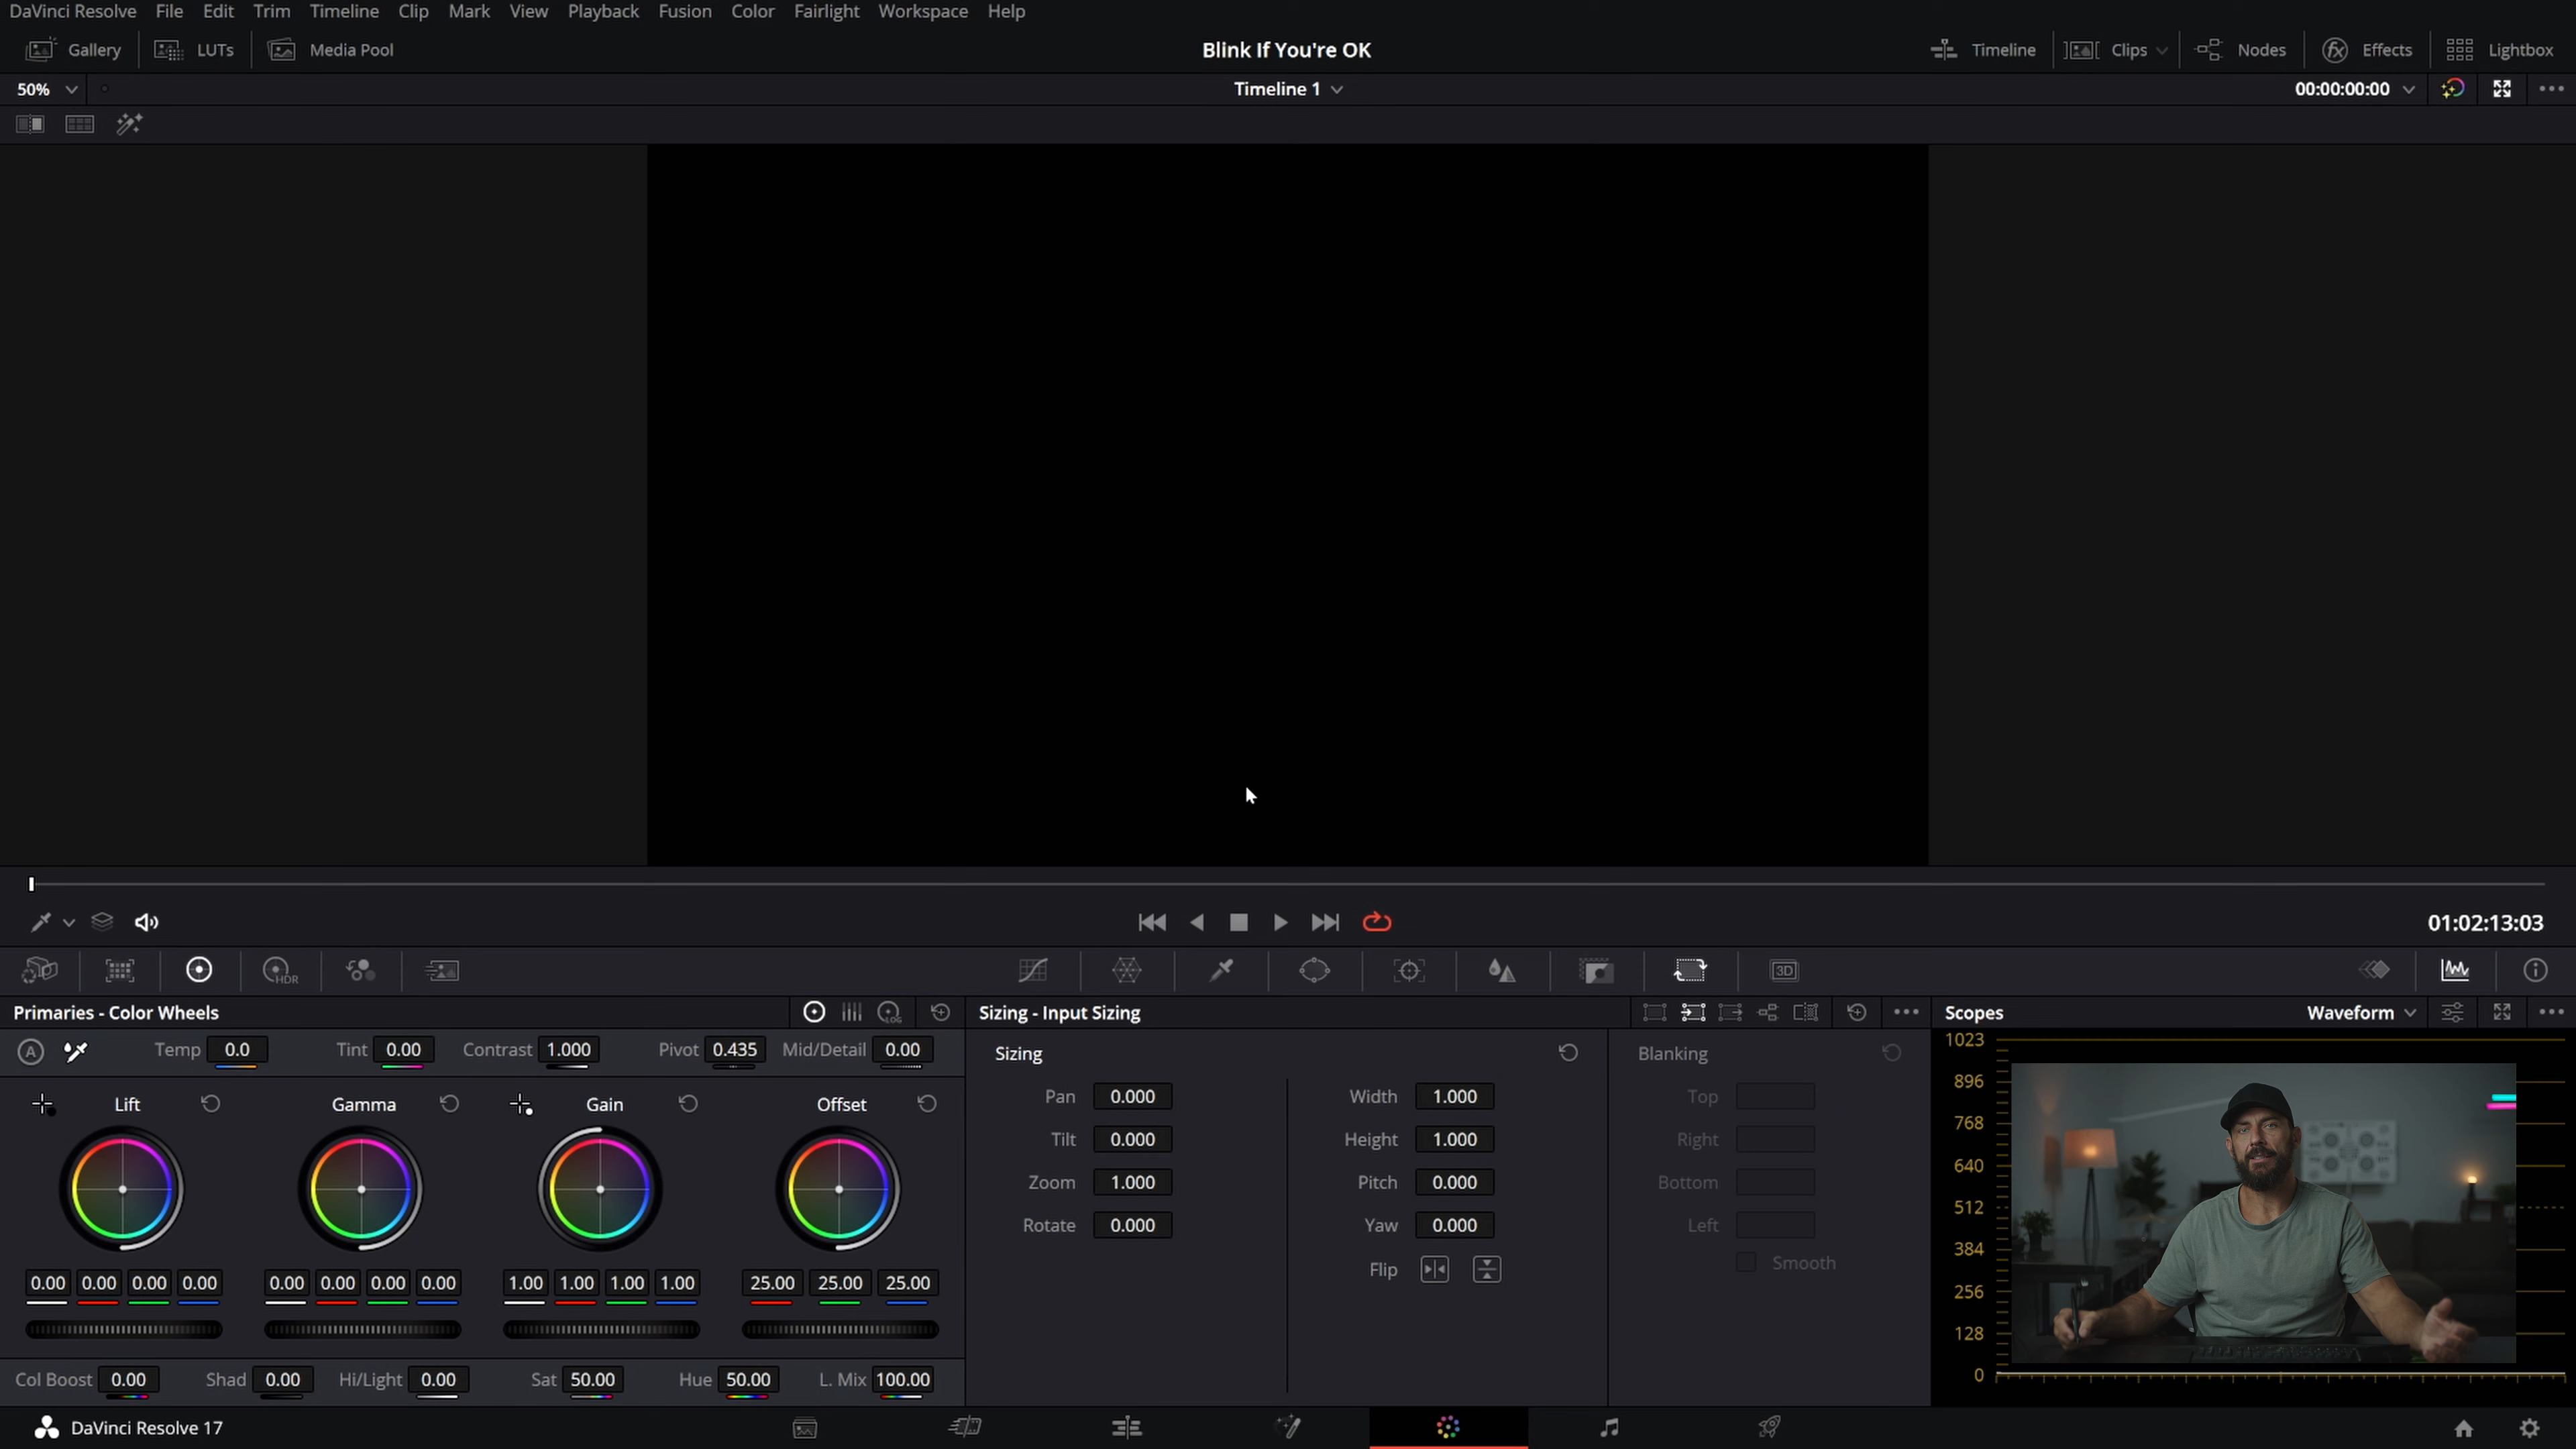 DaVinci Resolve File Edit Trim Timeline Clip Mark View Playback Fusion Color Fairlight Workspace Help
Gallery LUTs Media Pool Blink If You're OK Timeline Clips Nodes Effects Lightbox
50% Timeline 1 00:00:00:00
01:02:13:03
HDR 3D
Primaries - Color Wheels LOG Sizing - Input Sizing Scopes Waveform
A Temp 0.0 Tint 0.00 Contrast 1.000 Pivot 0.435 Mid/Detail 0.00
Lift Gamma Gain Offset
0.00 0.00 0.00 0.00 0.00 0.00 0.00 0.00 1.00 1.00 1.00 1.00 25.00 25.00 25.00
Col Boost 0.00 Shad 0.00 Hi/Light 0.00 Sat 50.00 Hue 50.00 L. Mix 100.00
Sizing
Pan 0.000 Width 1.000
Tilt 0.000 Height 1.000
Zoom 1.000 Pitch 0.000
Rotate 0.000 Yaw 0.000
Flip
Blanking
Top
Right
Bottom
Left
Smooth
1023
896
768
640
512
384
256
128
0
DaVinci Resolve 17